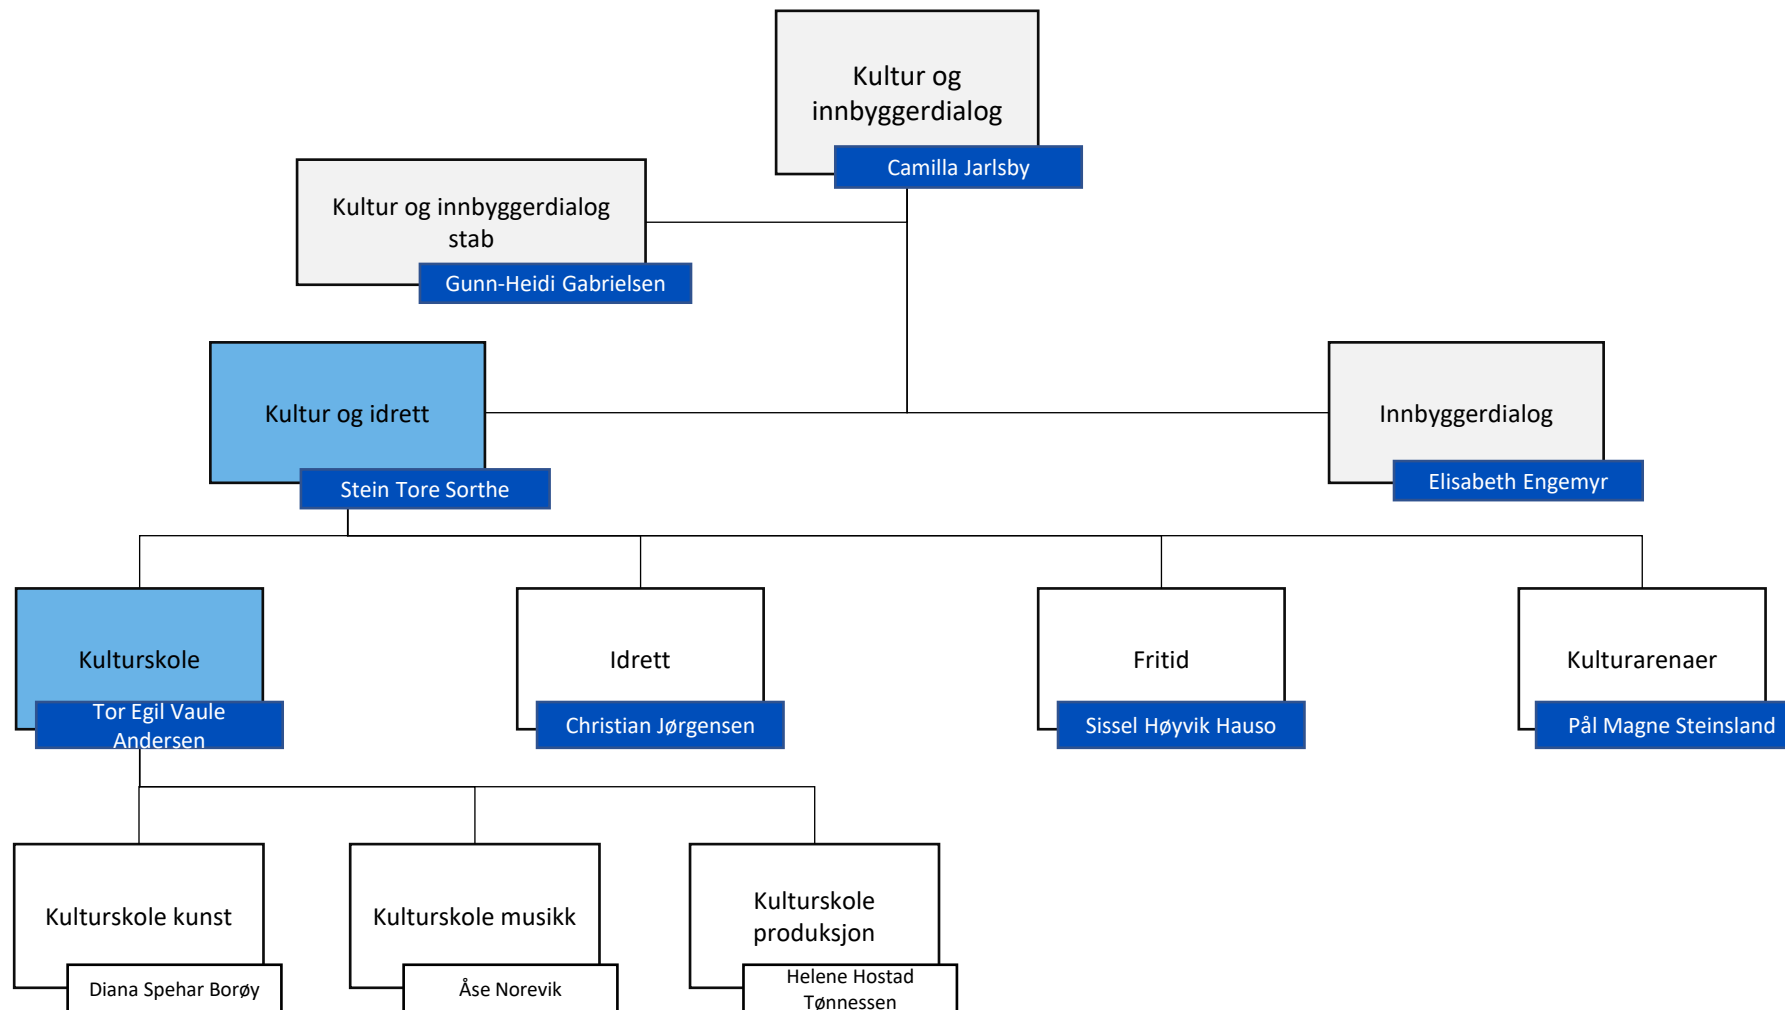 Kultur og
innbyggerdialog
Camilla Jarlsby
Kultur og innbyggerdialog
stab
Gunn-Heidi Gabrielsen
Kultur og idrett
Stein Tore Sorthe
Innbyggerdialog
Elisabeth Engemyr
Kulturskole
Tor Egil Vaule
Andersen
Idrett
Christian Jørgensen
Fritid
Sissel Høyvik Hauso
Kulturarenaer
Pål Magne Steinsland
Kulturskole kunst
Diana Spehar Borøy
Kulturskole musikk
Åse Norevik
Kulturskole
produksjon
Helene Hostad
Tønnessen